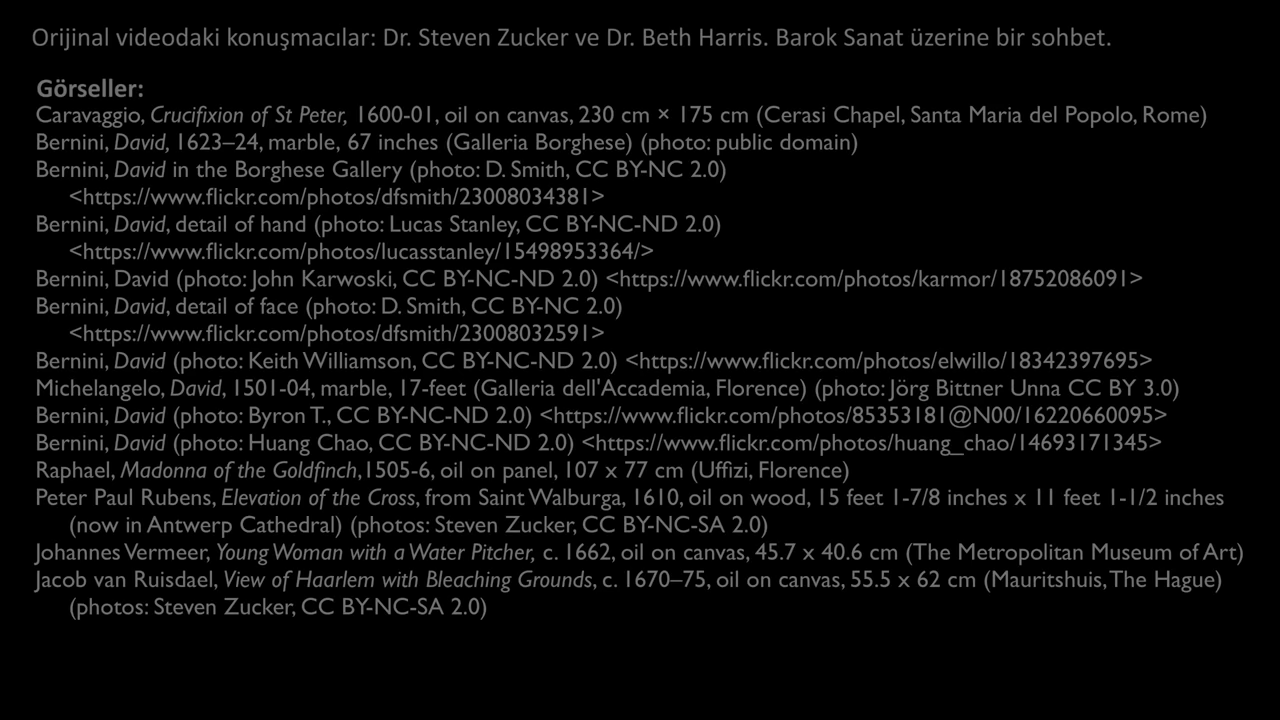 Orijinal videodaki konuşmacılar: Dr. Steven Zucker ve Dr. Beth Harris. Barok Sanat üzerine bir sohbet.
Görseller:
Caravaggio, Crucifixion of St Peter, 1600-01, oil on canvas, 230 cm × 175 cm (Cerasi Chapel, Santa Maria del Popolo, Rome)
Bernini, David, 1623–24, marble, 67 inches (Galleria Borghese) (photo: public domain)
Bernini, David in the Borghese Gallery (photo: D. Smith, CC BY-NC 2.0)
<https://www.flickr.com/photos/dfsmith/23008034381>
Bernini, David, detail of hand (photo: Lucas Stanley, CC BY-NC-ND 2.0)
<https://www.flickr.com/photos/lucasstanley/15498953364/>
Bernini, David (photo: John Karwoski, CC BY-NC-ND 2.0) <https://www.flickr.com/photos/karmor/18752086091>
Bernini, David, detail of face (photo: D. Smith, CC BY-NC 2.0)
<https://www.flickr.com/photos/dfsmith/23008032591>
Bernini, David (photo: Keith Williamson, CC BY-NC-ND 2.0) <https://www.flickr.com/photos/elwillo/18342397695>
Michelangelo, David, 1501-04, marble, 17-feet (Galleria dell'Accademia, Florence) (photo: Jörg Bittner Unna CC BY 3.0)
Bernini, David (photo: Byron T., CC BY-NC-ND 2.0) <https://www.flickr.com/photos/85353181@N00/16220660095>
Bernini, David (photo: Huang Chao, CC BY-NC-ND 2.0) <https://www.flickr.com/photos/huang_chao/14693171345>
Raphael, Madonna of the Goldfinch,1505-6, oil on panel, 107 x 77 cm (Uffizi, Florence)
Peter Paul Rubens, Elevation of the Cross, from Saint Walburga, 1610, oil on wood, 15 feet 1-7/8 inches x 11 feet 1-1/2 inches
(now in Antwerp Cathedral) (photos: Steven Zucker, CC BY-NC-SA 2.0)
Johannes Vermeer, Young Woman with a Water Pitcher, c. 1662, oil on canvas, 45.7 x 40.6 cm (The Metropolitan Museum of Art)
Jacob van Ruisdael, View of Haarlem with Bleaching Grounds, c. 1670–75, oil on canvas, 55.5 x 62 cm (Mauritshuis, The Hague)
(photos: Steven Zucker, CC BY-NC-SA 2.0)